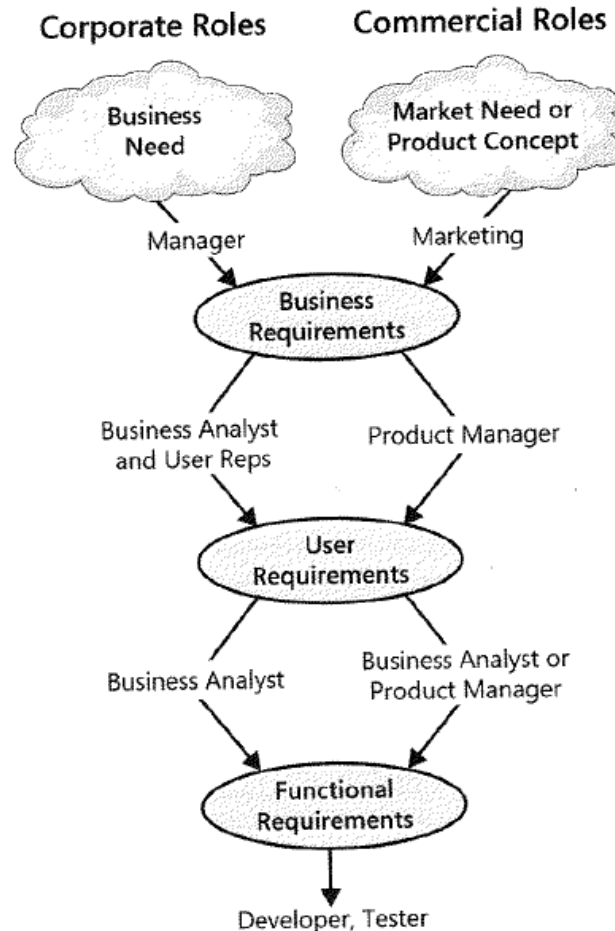 Corporate Roles
Commercial Roles
Business
Need
Market Need or
Product Concept
Manager
Marketing
Business
Requirements
Business Analyst
and User Reps
Product Manager
User
Requirements
Business Analyst
Business Analyst or
Product Manager
Functional
Requirements
Developer, Tester